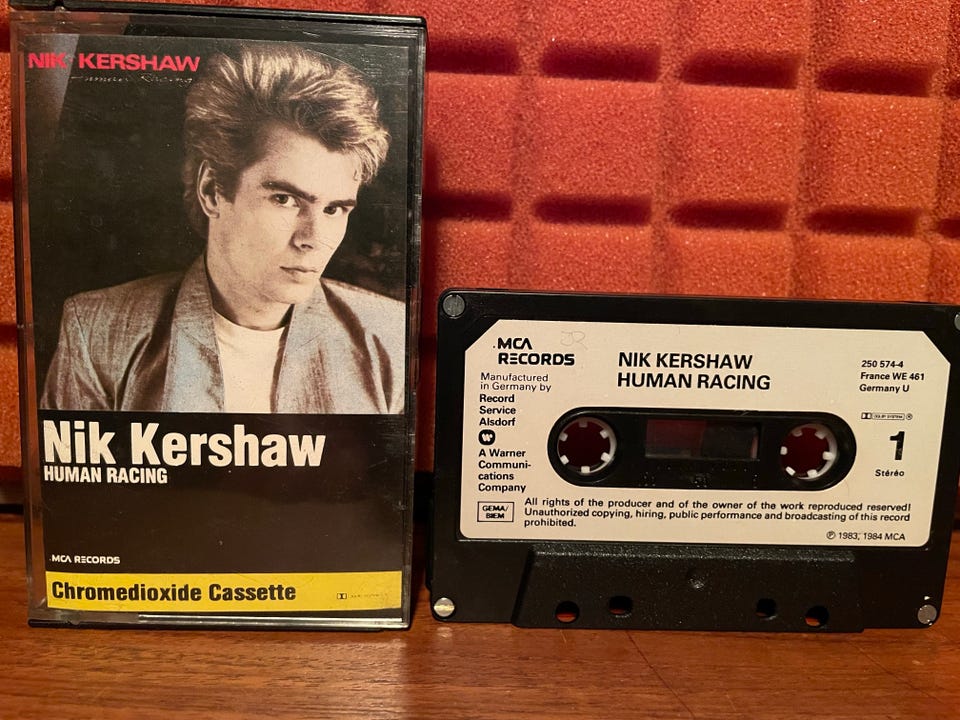 NIK KERSHAW
Human Racing
Nik Kershaw
HUMAN RACING
.MCA RECORDS
Chromedioxide Cassette
.MCA
RECORDS
Manufactured
in Germany by
Record
Service
Alsdorf
A Warner
Communi-
cations
Company
GEMA/
BIEM
JR
NIK KERSHAW
HUMAN RACING
250 574-4
France WE 461
Germany U
DOLBY SYSTEM
1
Stéréo
All rights of the producer and of the owner of the work reproduced reserved!
Unauthorized copying, hiring, public performance and broadcasting of this record
prohibited.
℗ 1983, 1984 MCA